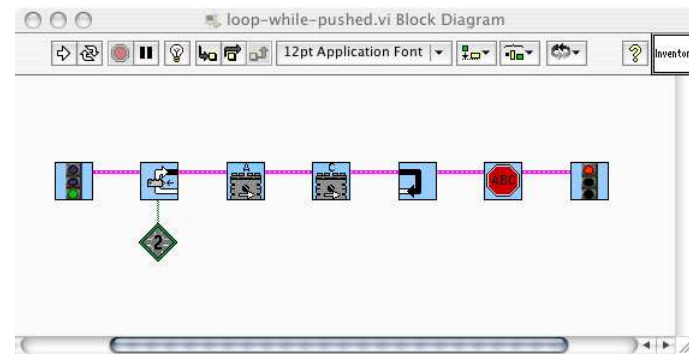 loop-while-pushed.vi Block Diagram
12pt Application Font
?
Inventor
A
C
ABC
2